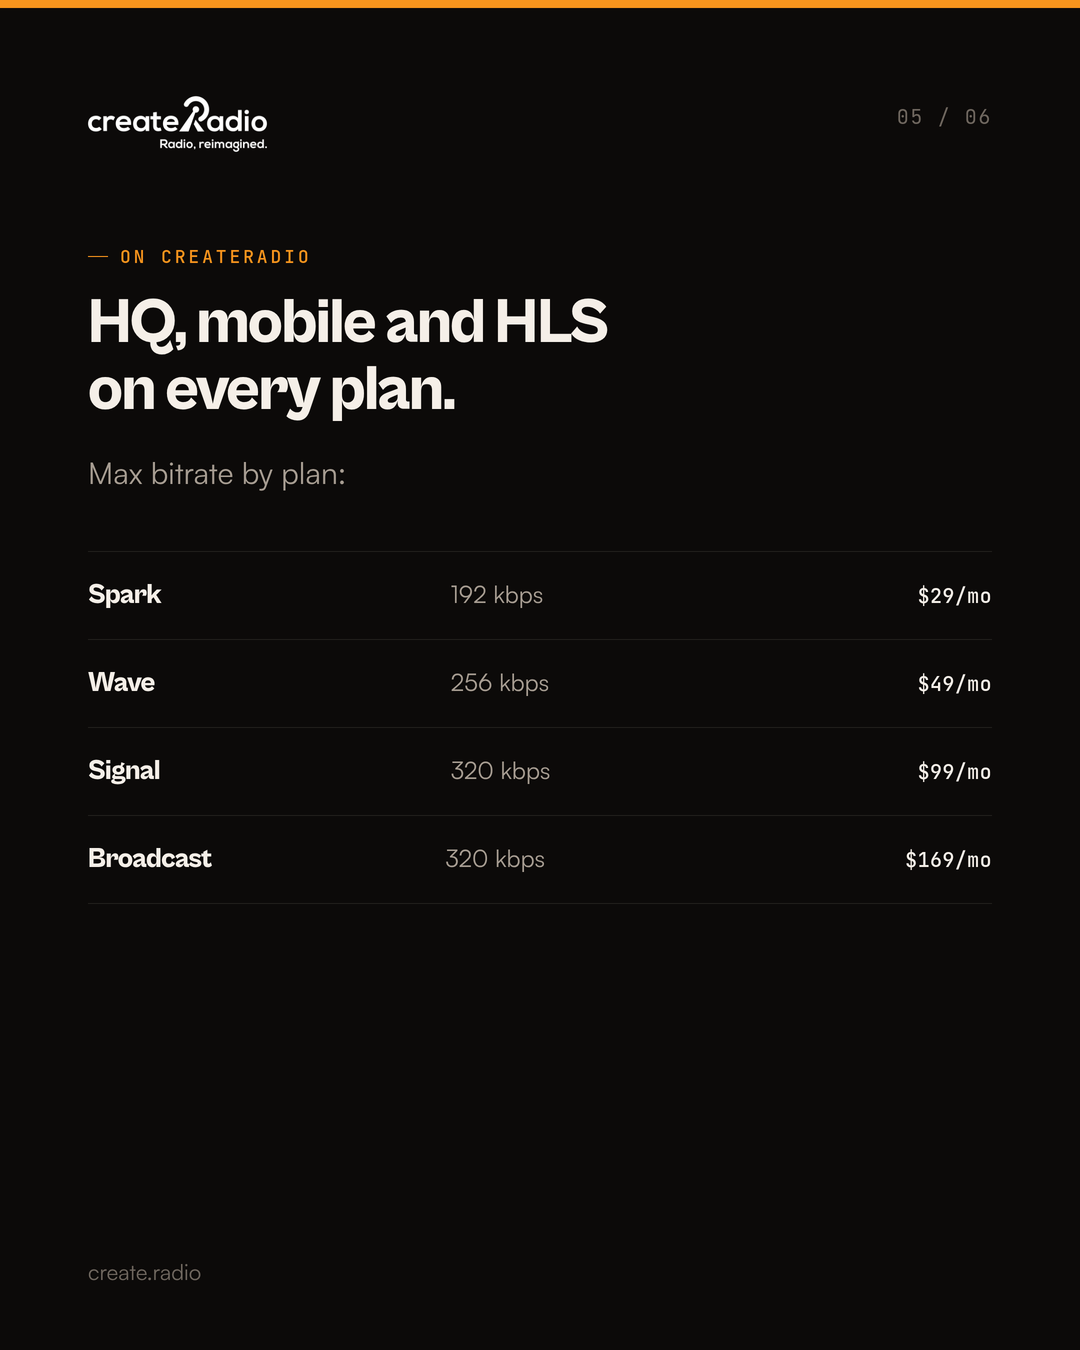 createRadio
Radio, reimagined.
05 / 06
— ON CREATERADIO
HQ, mobile and HLS
on every plan.
Max bitrate by plan:
Spark 192 kbps $29/mo
Wave 256 kbps $49/mo
Signal 320 kbps $99/mo
Broadcast 320 kbps $169/mo
create.radio